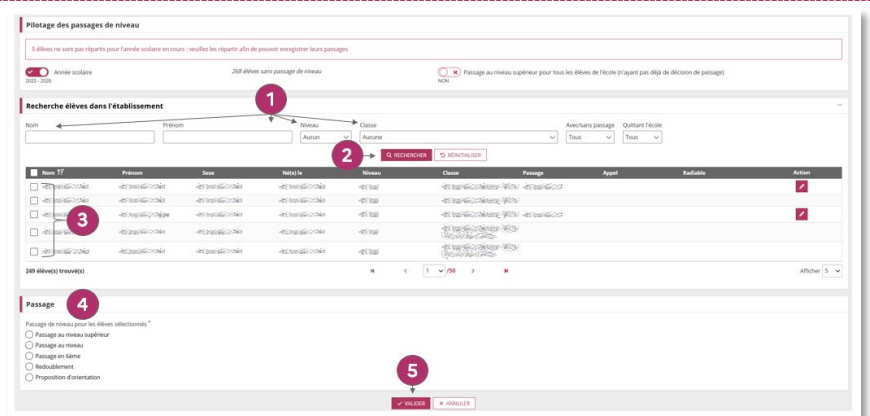 Pilotage des passages de niveau
5 élèves ne sont pas répartis pour l'année scolaire en cours : veuillez les répartir afin de pouvoir enregistrer leurs passages
Année scolaire
2025 - 2026
268 élèves sans passage de niveau
Passage au niveau supérieur pour tous les élèves de l'école (n'ayant pas déjà de décision de passage)
NON
Recherche élèves dans l'établissement
1
Nom Prénom Niveau Classe Avec/sans passage Quittant l'école
Aucun Aucune Tous Tous
2
RECHERCHER RÉINITIALISER
Nom Prénom Sexe Né(e) le Niveau Classe Passage Appel Radiable Action
3
249 élève(s) trouvé(s) 1 /50 Afficher 5
Passage
4
Passage de niveau pour les élèves sélectionnés *
Passage au niveau supérieur
Passage au niveau
Passage en 6ème
Redoublement
Proposition d'orientation
5
VALIDER ANNULER